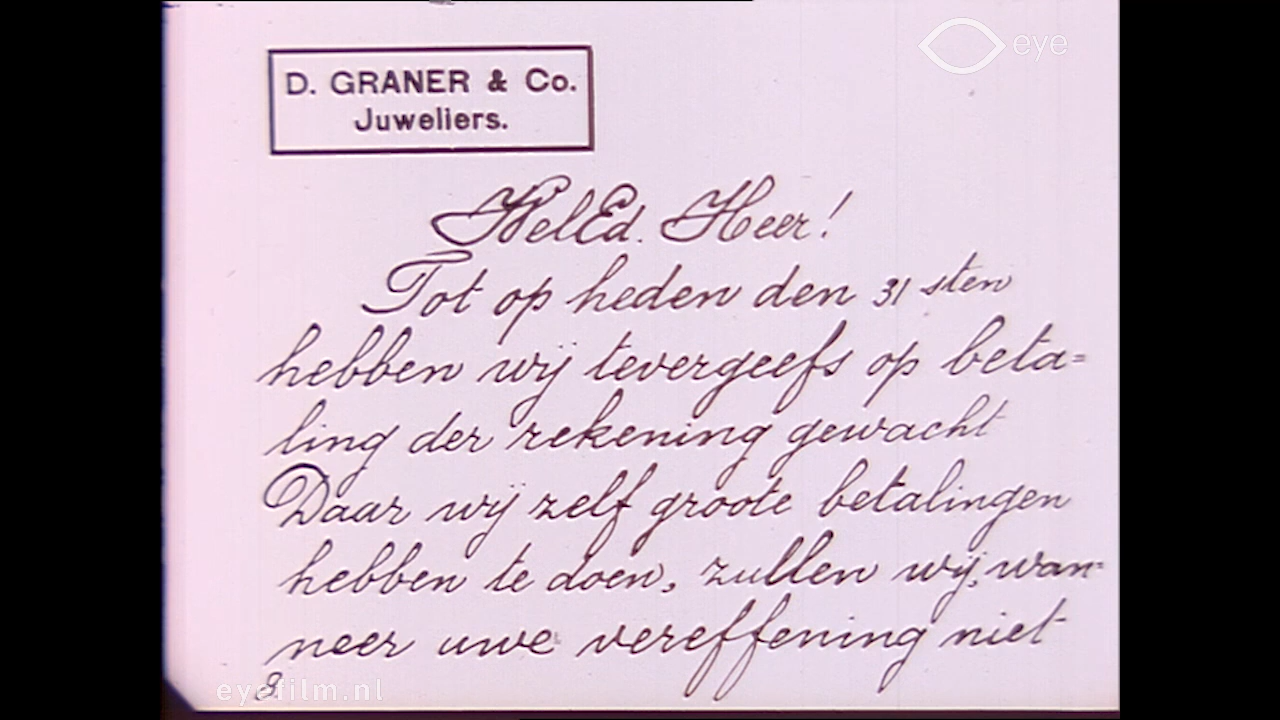 eye
D. GRANER & Co.
Juweliers.
WelEd. Heer!
Tot op heden den 31 sten
hebben wij tevergeefs op beta=
ling der rekening gewacht
Daar wij zelf groote betalingen
hebben te doen, zullen wij, wan=
neer uwe vereffening niet
eyefilm.nl